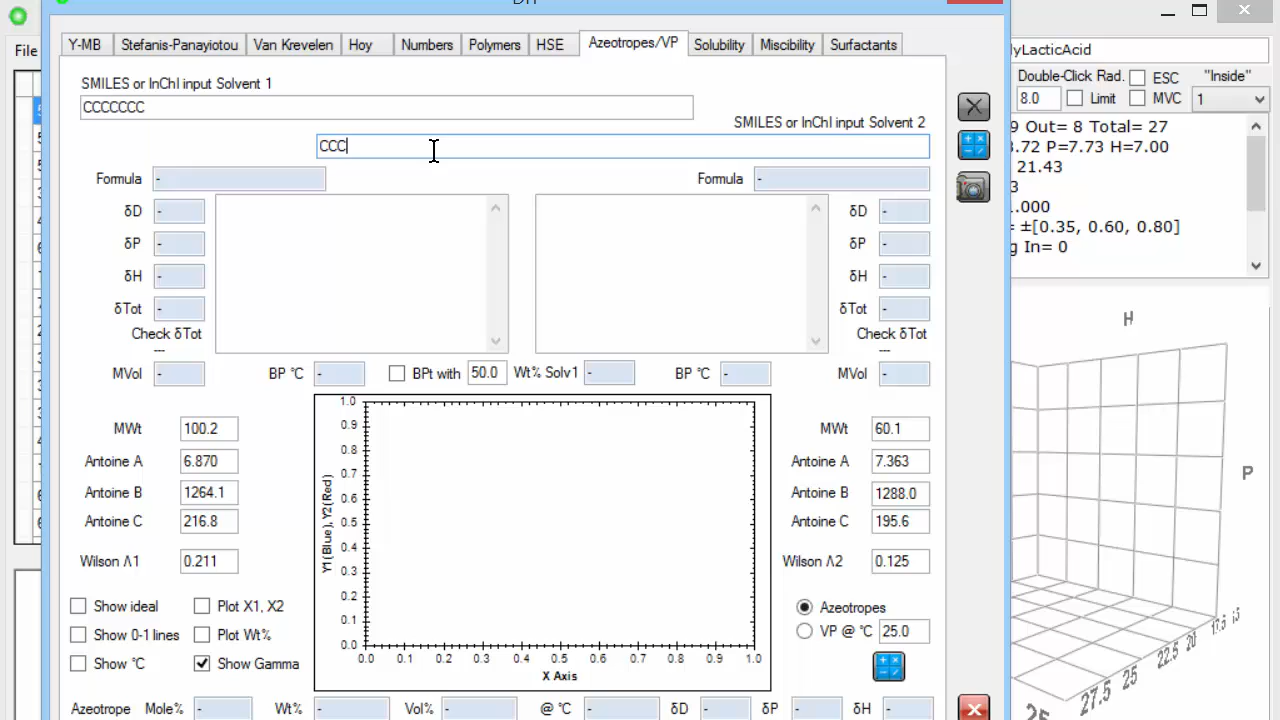 DIY
File
lyLacticAcid
Y-MB Stefanis-Panayiotou Van Krevelen Hoy Numbers Polymers HSE Azeotropes/VP Solubility Miscibility Surfactants
Double-Click Rad. ESC "Inside"
8.0 Limit MVC 1
SMILES or InChI input Solvent 1
CCCCCCC
SMILES or InChI input Solvent 2
CCC
9 Out= 8 Total= 27
3.72 P=7.73 H=7.00
21.43
3
1.000
= ±[0.35, 0.60, 0.80]
g In= 0
Formula - Formula -
δD - δD -
δP - δP -
δH - δH -
δTot - δTot -
Check δTot Check δTot
--- ---
MVol - BP °C - BPt with 50.0 Wt% Solv1 - BP °C - MVol -
MWt 100.2 MWt 60.1
Antoine A 6.870 Antoine A 7.363
Antoine B 1264.1 Antoine B 1288.0
Antoine C 216.8 Antoine C 195.6
Wilson Λ1 0.211 Wilson Λ2 0.125
1.0
0.9
0.8
0.7
0.6
0.5
0.4
0.3
0.2
0.1
0.0
Y1(Blue), Y2(Red)
0.0 0.1 0.2 0.3 0.4 0.5 0.6 0.7 0.8 0.9 1.0
X Axis
Show ideal Plot X1, X2 Azeotropes
Show 0-1 lines Plot Wt% VP @ °C 25.0
Show °C Show Gamma
Azeotrope Mole% - Wt% - Vol% - @ °C - δD - δP - δH -
H
P
17.5 15
22.5 20
27.5 25
25